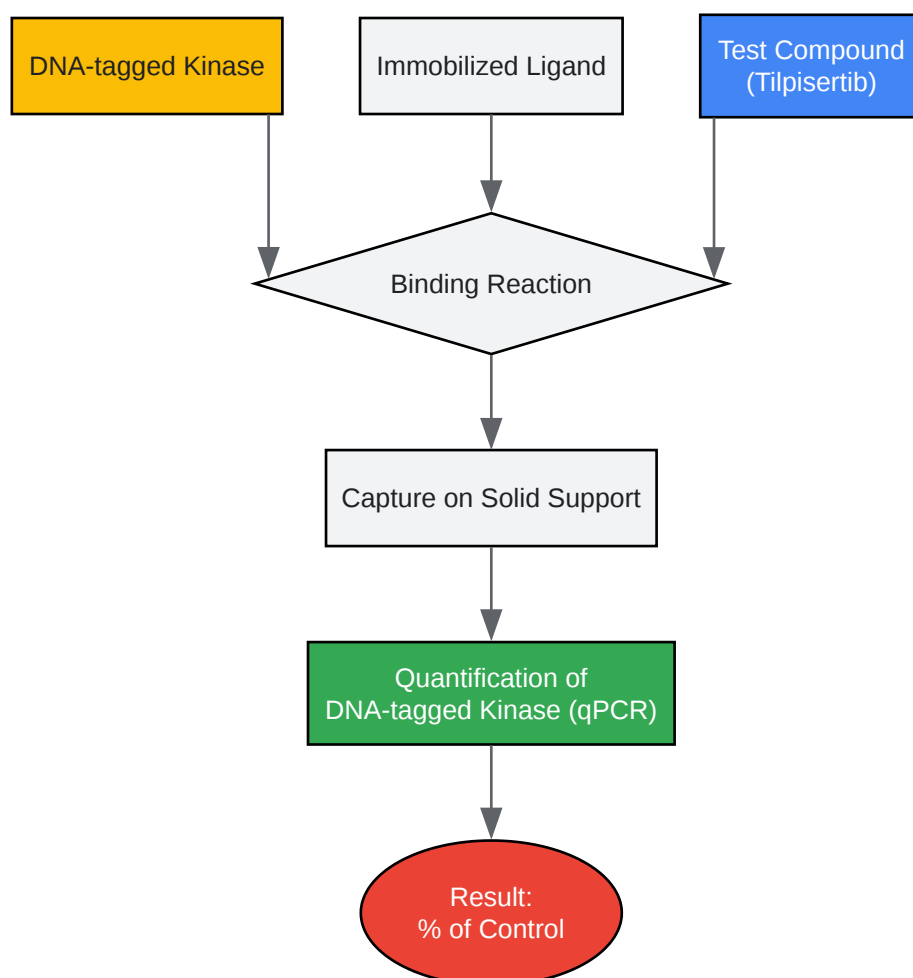 DNA-tagged Kinase
Immobilized Ligand
Test Compound
(Tilpisertib)
Binding Reaction
Capture on Solid Support
Quantification of
DNA-tagged Kinase (qPCR)
Result:
% of Control